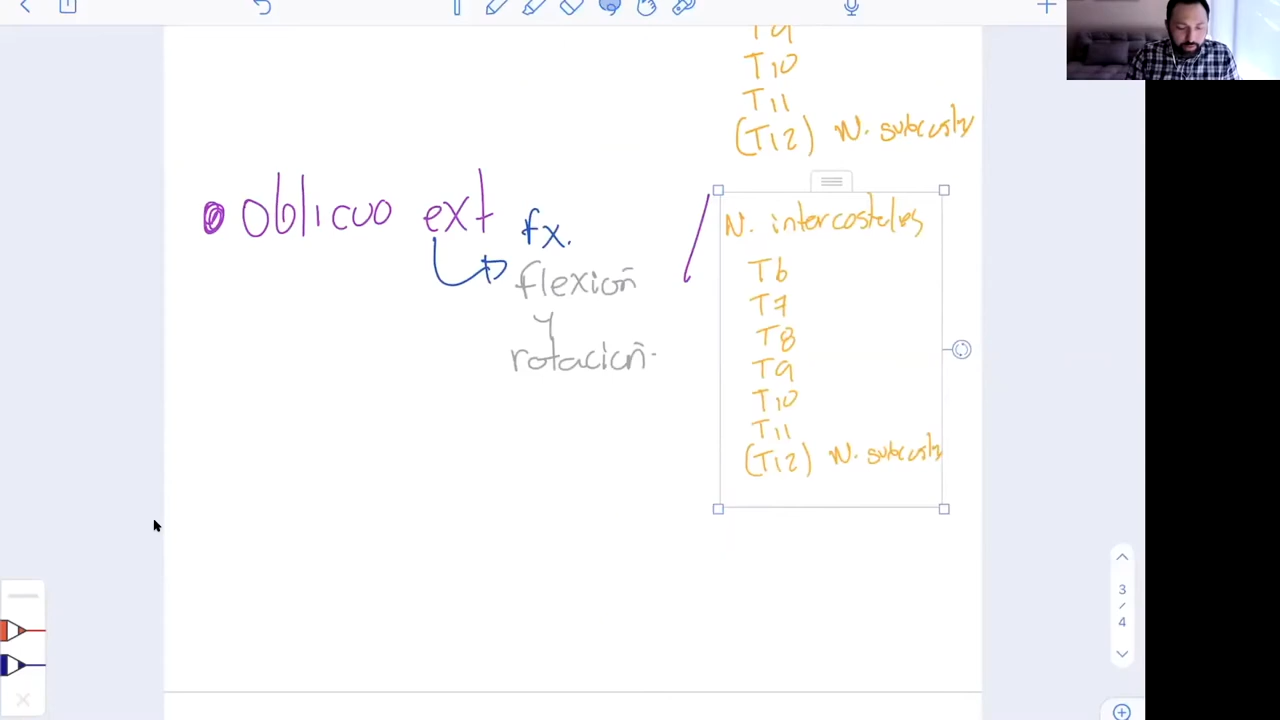 T9
T10
T11
(T12) N. subcostal
• Oblicuo ext
fx.
flexión
y
rotación.
N. intercostales
T6
T7
T8
T9
T10
T11
(T12) N. subcostal
3
/
4